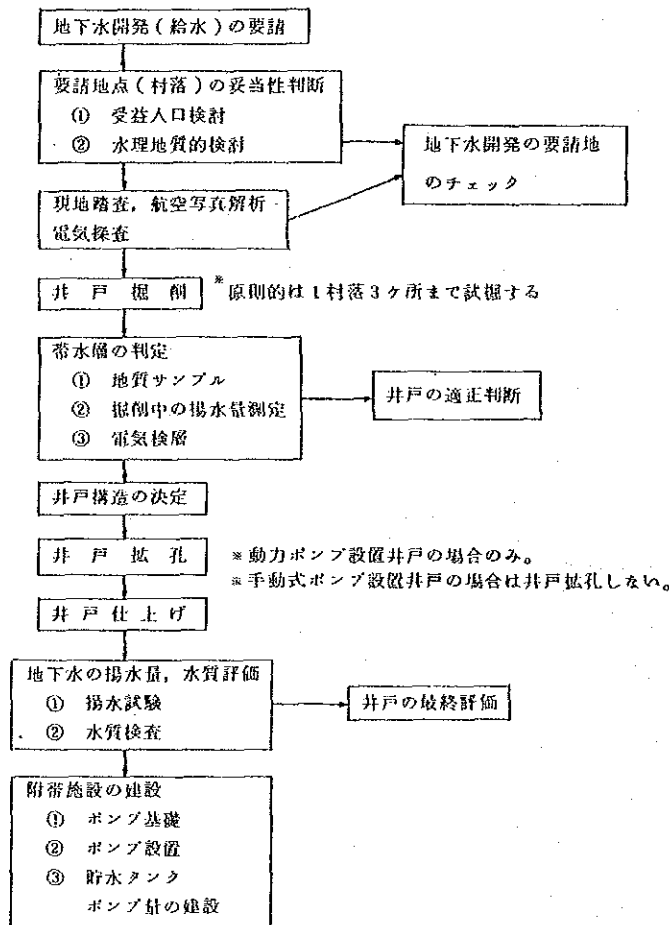 地下水開発(給水)の要請
要請地点(村落)の妥当性判断
① 受益人口検討
② 水理地質的検討
地下水開発の要請地
のチェック
現地踏査，航空写真解析
電気探査
井戸掘削
※原則的は1村落3ヶ所まで試掘する
帯水層の判定
① 地質サンプル
② 掘削中の揚水量測定
③ 電気検層
井戸の適正判断
井戸構造の決定
井戸拡孔
※動力ポンプ設置井戸の場合のみ。
※手動式ポンプ設置井戸の場合は井戸拡孔しない。
井戸仕上げ
地下水の揚水量，水質評価
① 揚水試験
② 水質検査
井戸の最終評価
附帯施設の建設
① ポンプ基礎
② ポンプ設置
③ 貯水タンク
ポンプ量の建設